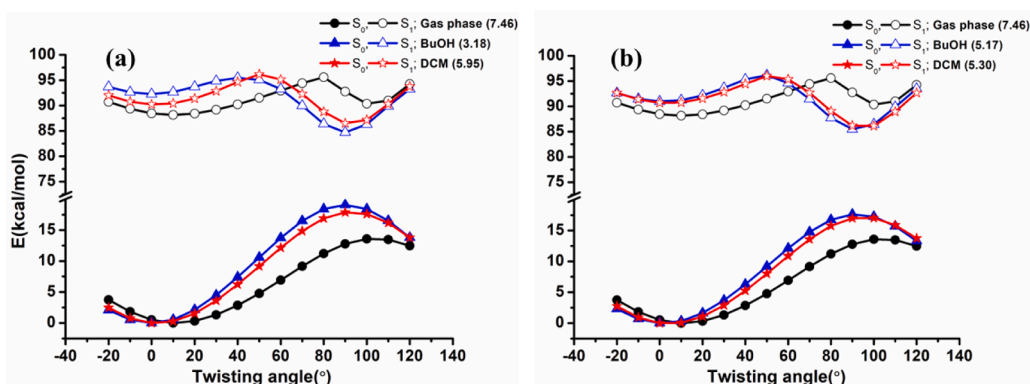 (a)
S0, S1; Gas phase (7.46)
S0, S1; BuOH (3.18)
S0, S1; DCM (5.95)
100
95
90
85
80
75
15
10
5
0
E(kcal/mol)
-40 -20 0 20 40 60 80 100 120 140
Twisting angle(°)
(b)
S0, S1; Gas phase (7.46)
S0, S1; BuOH (5.17)
S0, S1; DCM (5.30)
100
95
90
85
80
75
15
10
5
0
-40 -20 0 20 40 60 80 100 120 140
Twisting angle(°)